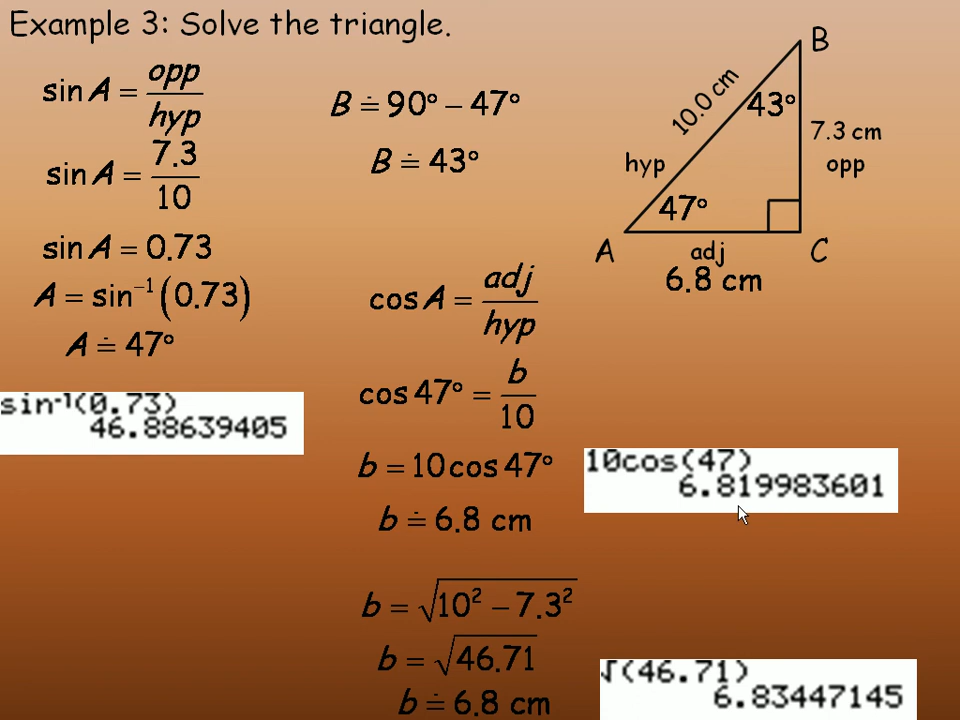 Example 3: Solve the triangle.
sin A = opp/hyp
sin A = 7.3/10
sin A = 0.73
A = sin⁻¹(0.73)
A ≐ 47°
sin⁻¹(0.73)
46.88639405
B ≐ 90° − 47°
B ≐ 43°
cos A = adj/hyp
cos 47° = b/10
b = 10 cos 47°
b ≐ 6.8 cm
b = √(10² − 7.3²)
b = √46.71
b ≐ 6.8 cm
B
10.0 cm
43°
7.3 cm
hyp
opp
47°
A
adj
C
6.8 cm
10cos(47)
6.819983601
√(46.71)
6.83447145